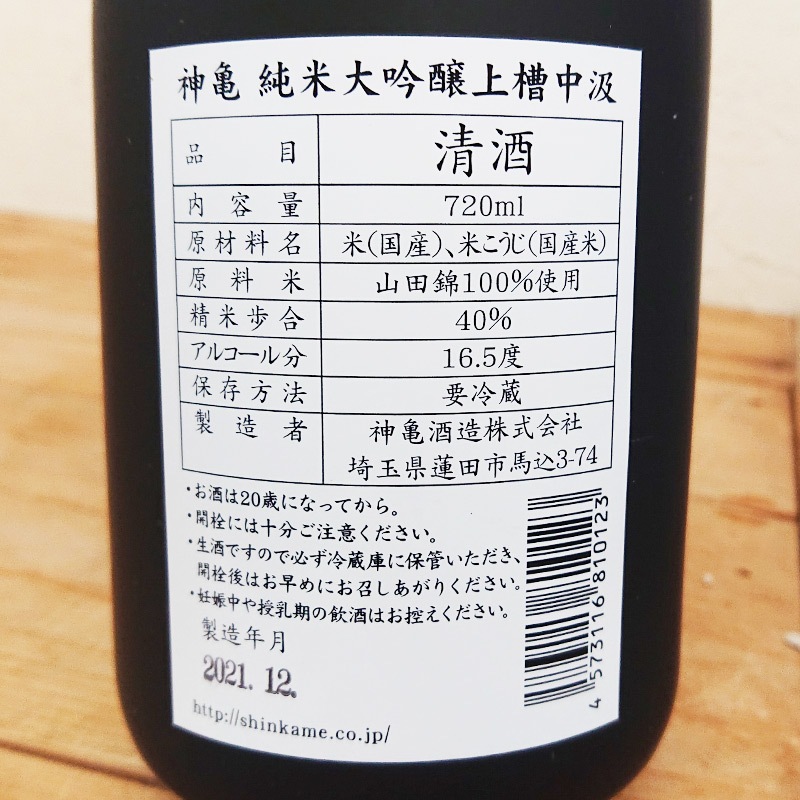 神亀 純米大吟醸上槽中汲
品目 清酒
内容量 720ml
原材料名 米(国産)、米こうじ(国産米)
原料米 山田錦100%使用
精米歩合 40%
アルコール分 16.5度
保存方法 要冷蔵
製造者 神亀酒造株式会社
埼玉県蓮田市馬込3-74
・お酒は20歳になってから。
・開栓には十分ご注意ください。
・生酒ですので必ず冷蔵庫に保管いただき、
開栓後はお早めにお召しあがりください。
・妊娠中や授乳期の飲酒はお控えください。
製造年月
2021.12.
http://shinkame.co.jp/
4 573116 810123